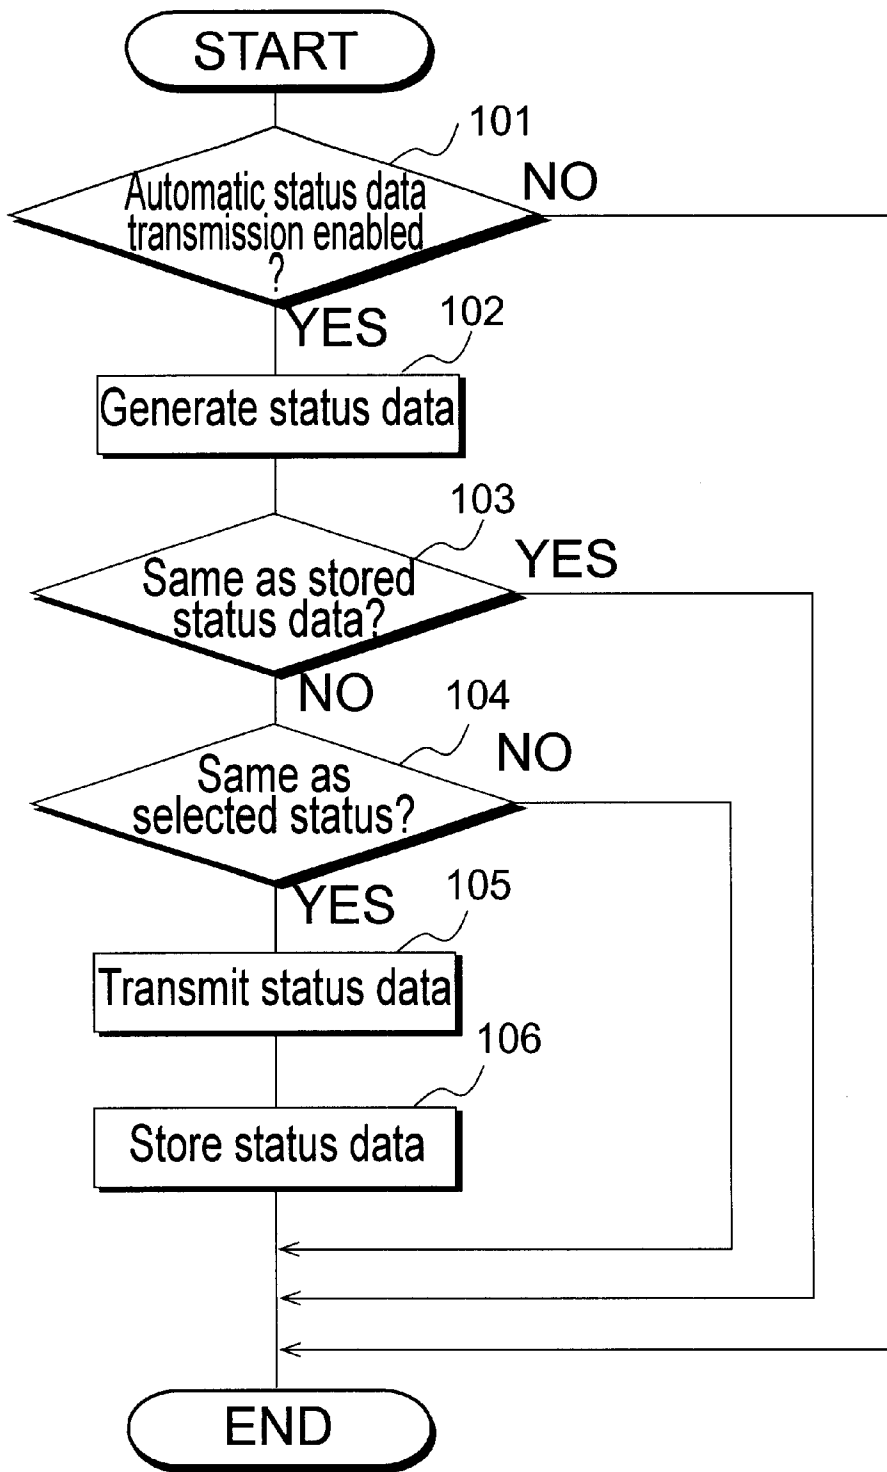 START
101
NO
Automatic status data
transmission enabled
?
YES
102
Generate status data
103
YES
Same as stored
status data?
NO
104
NO
Same as
selected status?
YES
105
Transmit status data
106
Store status data
END